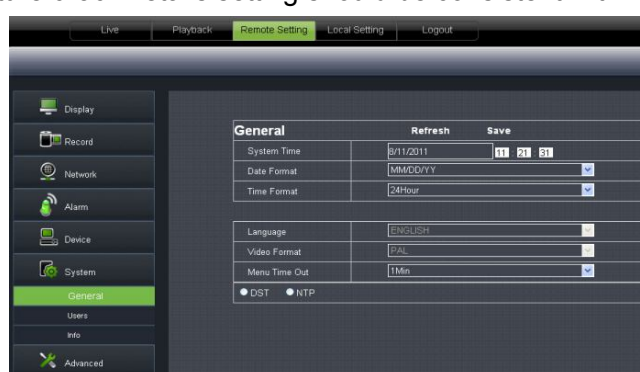 Live Playback Remote Setting Local Setting Logout
Display
Record
Network
Alarm
Device
System
General
Users
Info
Advanced
General Refresh Save
System Time 8/11/2011 11 : 21 : 31
Date Format MM/DD/YY
Time Format 24Hour
Language ENGLISH
Video Format PAL
Menu Time Out 1Min
DST NTP